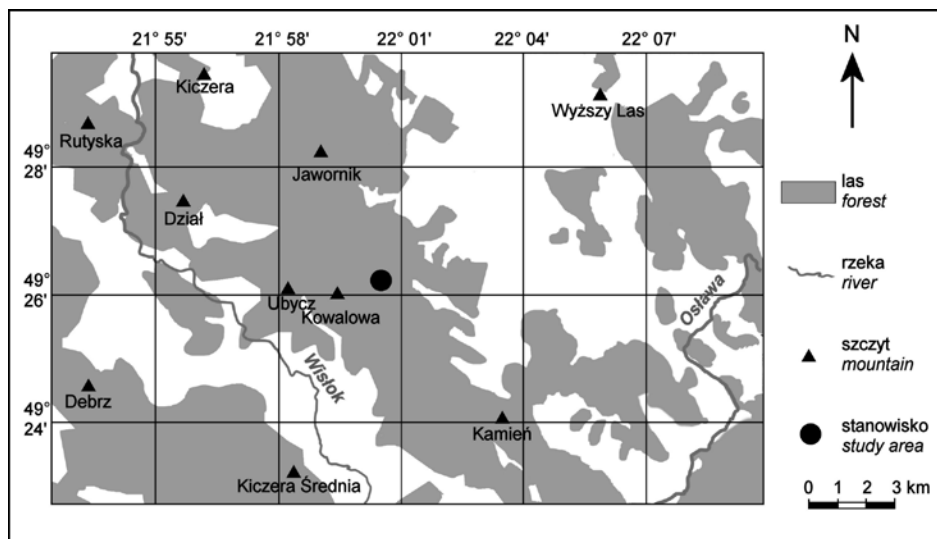 21 55' 21 58' 22 01' 22 04' 22 07'
N
Kiczera
Wyższy Las
Rutyska
49°
28'
Jawornik
las
forest
Dział
49°
26'
rzeka
river
Ubycz
Kowalowa
Osława
Wisłok
szczyt
mountain
Debrz
49°
24'
Kamień
stanowisko
study area
Kiczera Średnia
0 1 2 3 km